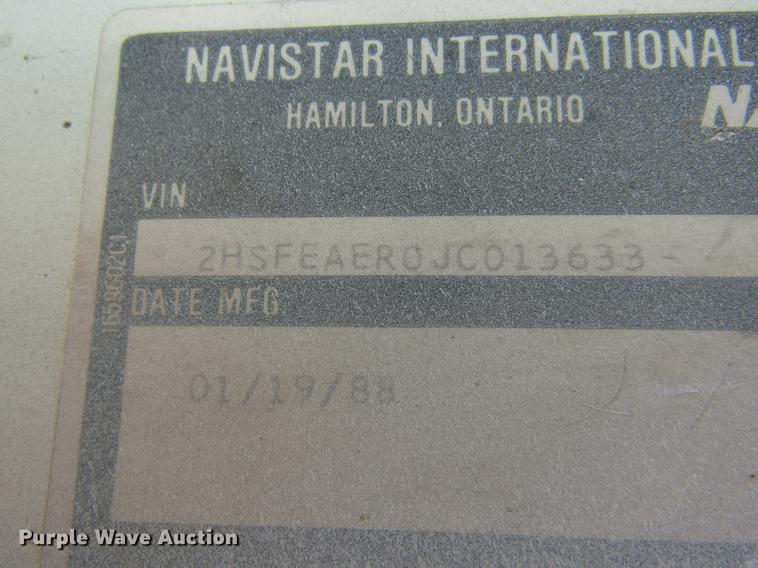 NAVISTAR INTERNATIONAL
HAMILTON, ONTARIO
VIN
2HSFEAER0JC013633-
DATE MFG
01/19/88
Purple Wave Auction